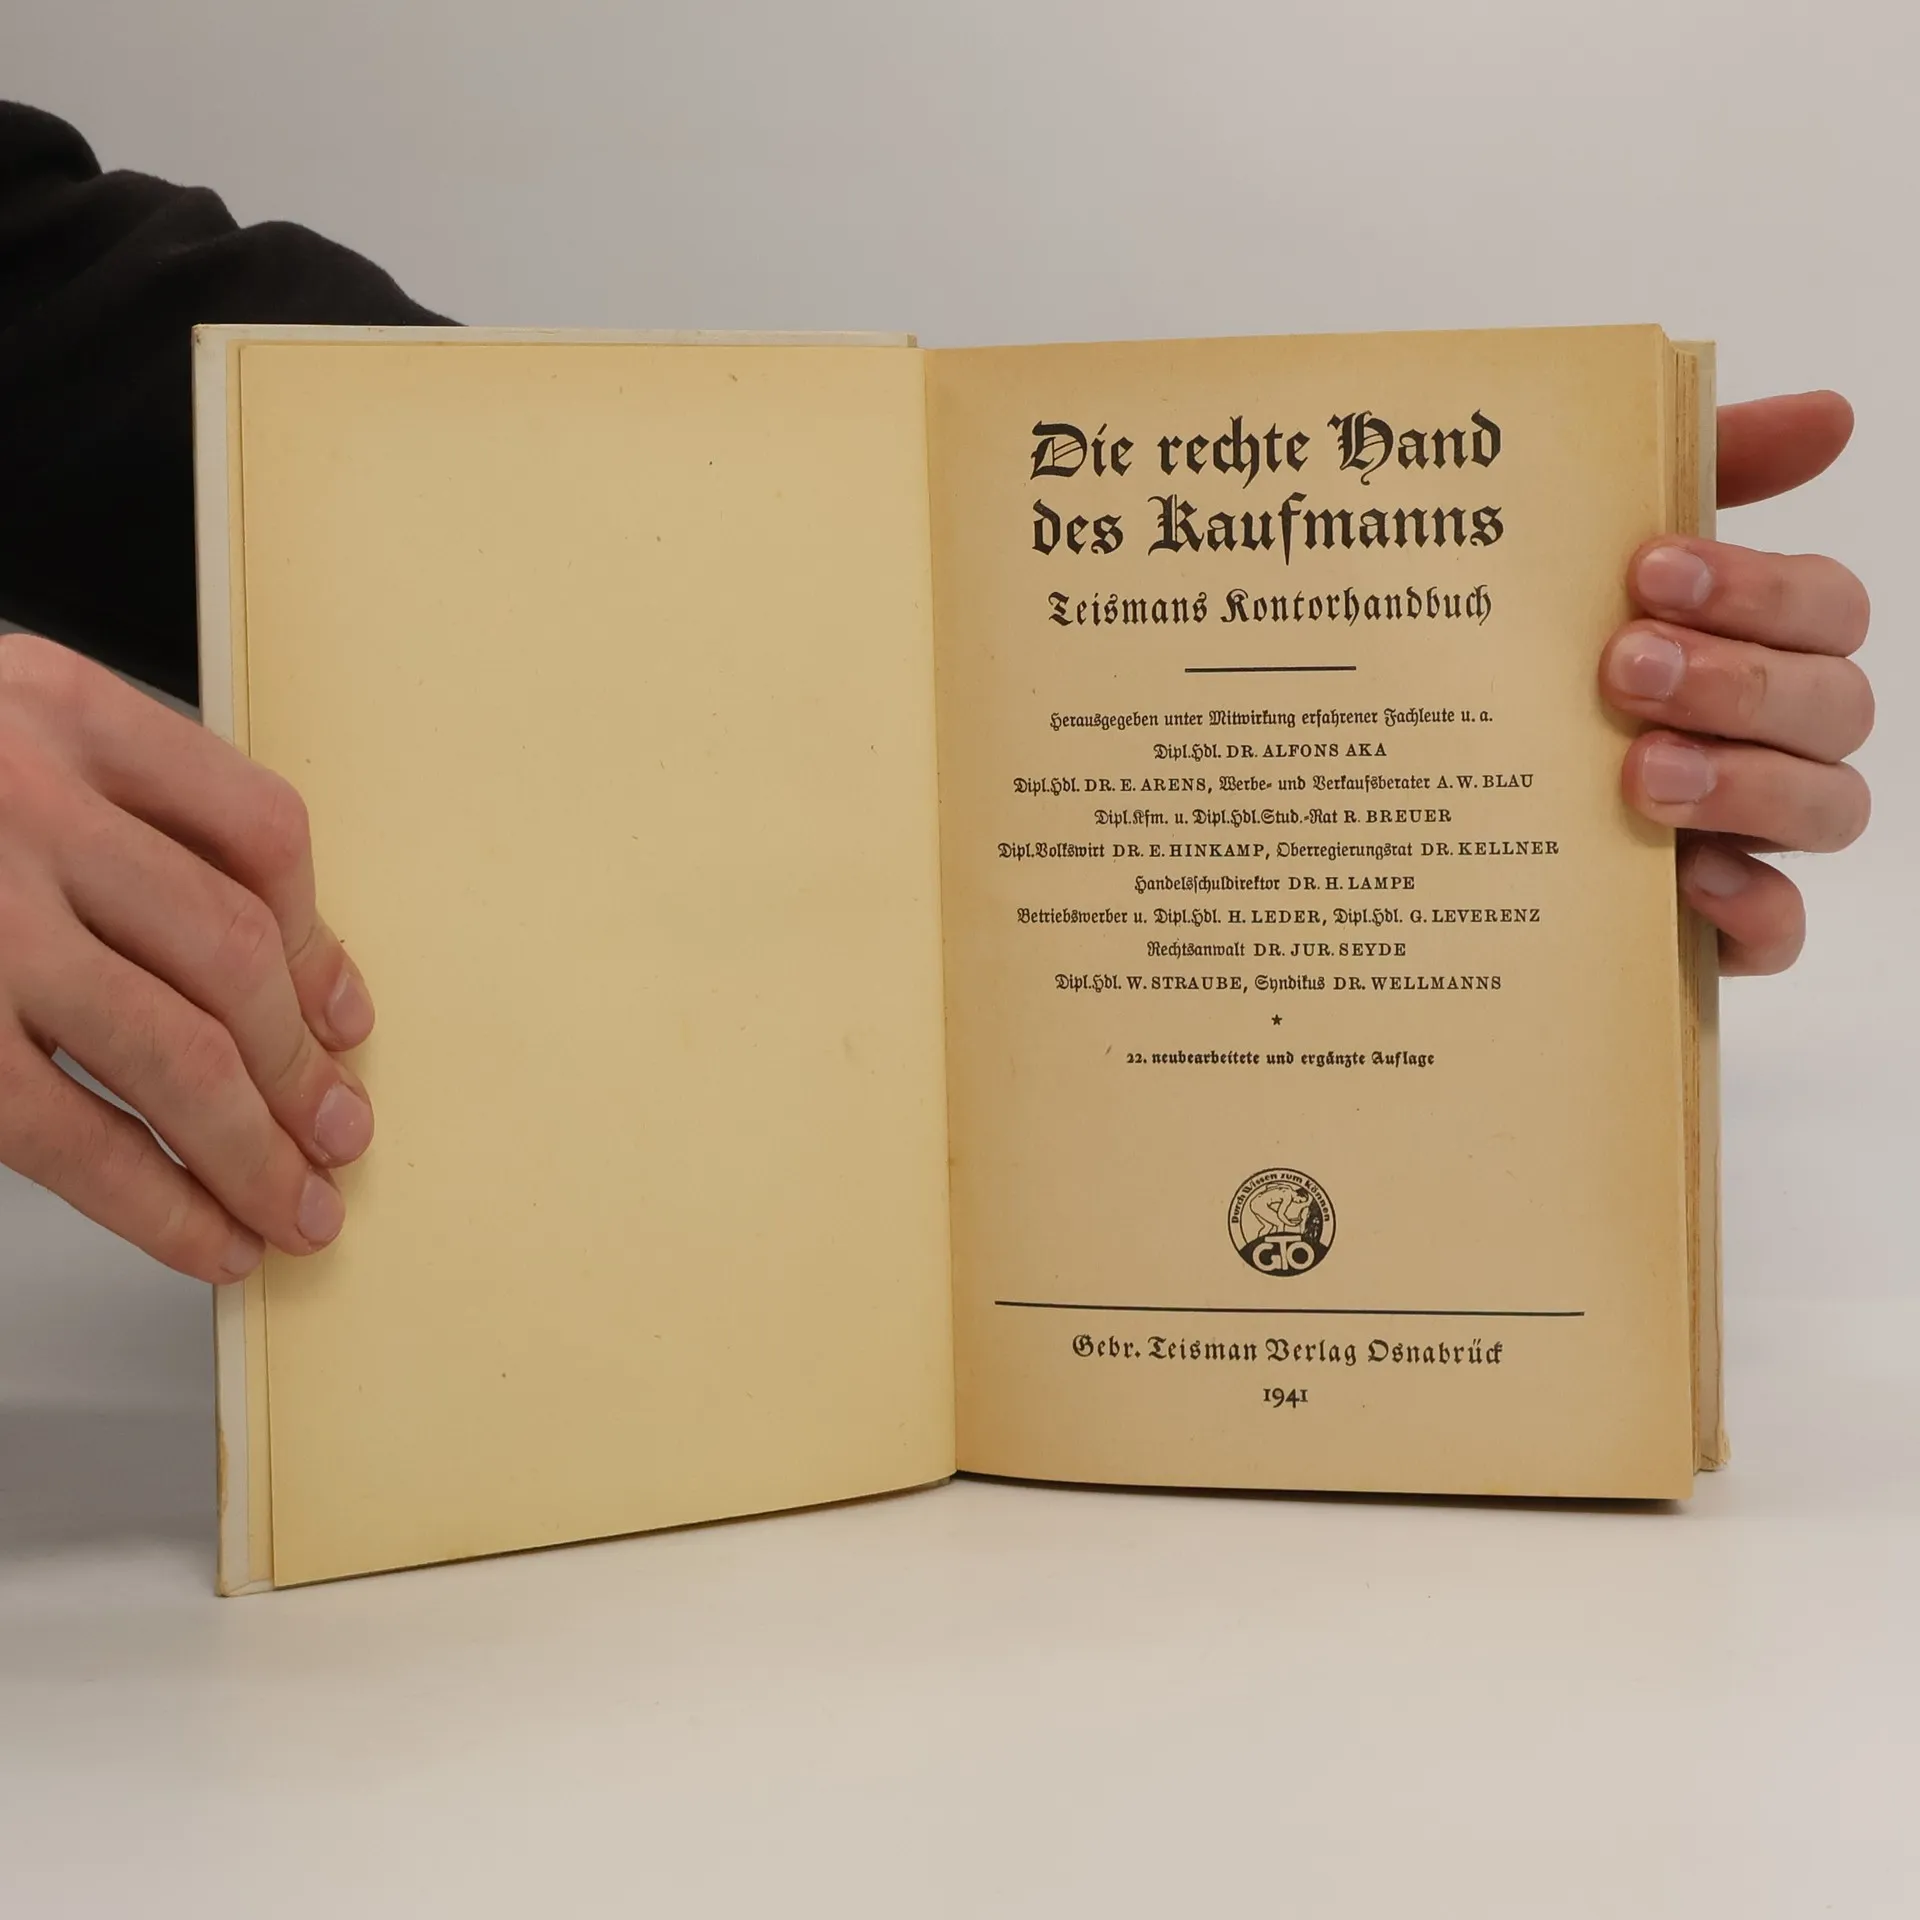 Die rechte Hand
des Kaufmanns
Teismans Kontorhandbuch
Herausgegeben unter Mitwirkung erfahrener Fachleute u. a.
Dipl.Hdl. DR. ALFONS AKA
Dipl.Hdl. DR. E. ARENS, Werbe- und Verkaufsberater A. W. BLAU
Dipl.Kfm. u. Dipl.Hdl.Stud.-Rat R. BREUER
Dipl.Volkswirt DR. E. HINKAMP, Oberregierungsrat DR. KELLNER
Handelsschuldirektor DR. H. LAMPE
Betriebswerber u. Dipl.Hdl. H. LEDER, Dipl.Hdl. G. LEVERENZ
Rechtsanwalt DR. JUR. SEYDE
Dipl.Hdl. W. STRAUBE, Syndikus DR. WELLMANNS
*
22. neubearbeitete und ergänzte Auflage
Durch Wissen zum Können
GTO
Gebr. Teisman Verlag Osnabrück
1941